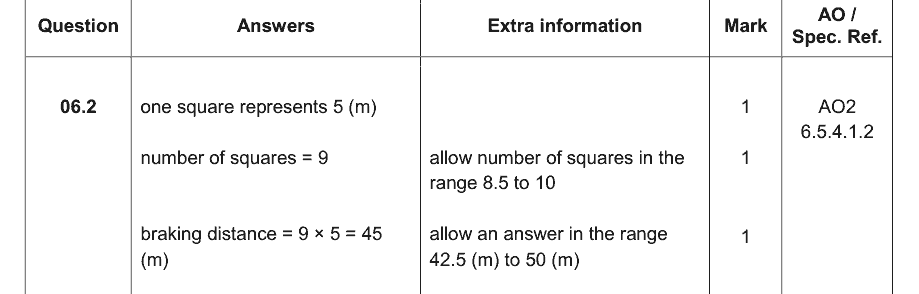 Question Answers Extra information Mark AO /
Spec. Ref.
06.2 one square represents 5 (m) 1 AO2
6.5.4.1.2
number of squares = 9 allow number of squares in the 1
range 8.5 to 10
braking distance = 9 × 5 = 45 allow an answer in the range 1
(m) 42.5 (m) to 50 (m)